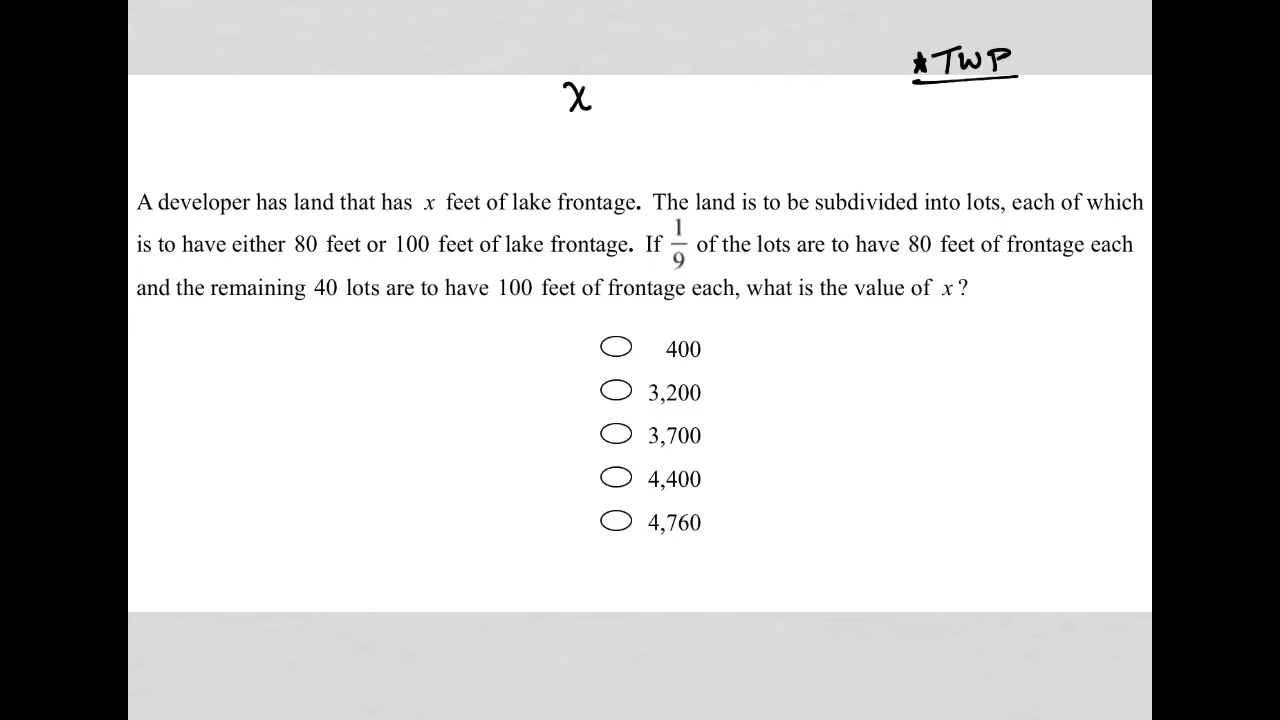 *TWP
x
A developer has land that has x feet of lake frontage. The land is to be subdivided into lots, each of which
is to have either 80 feet or 100 feet of lake frontage. If 1/9 of the lots are to have 80 feet of frontage each
and the remaining 40 lots are to have 100 feet of frontage each, what is the value of x?
400
3,200
3,700
4,400
4,760